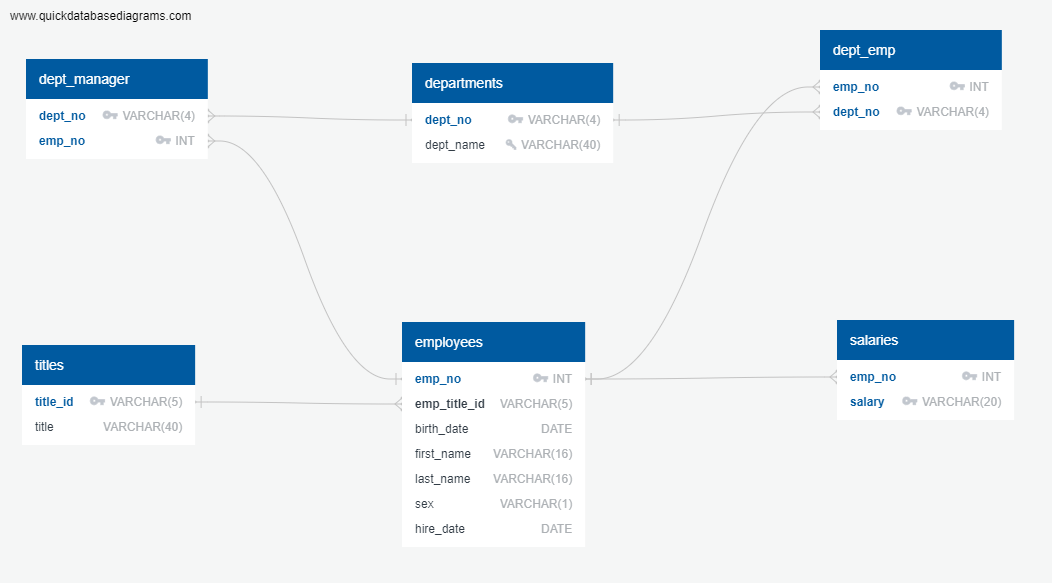 www.quickdatabasediagrams.com
dept_manager
dept_no VARCHAR(4)
emp_no INT
departments
dept_no VARCHAR(4)
dept_name VARCHAR(40)
dept_emp
emp_no INT
dept_no VARCHAR(4)
titles
title_id VARCHAR(5)
title VARCHAR(40)
employees
emp_no INT
emp_title_id VARCHAR(5)
birth_date DATE
first_name VARCHAR(16)
last_name VARCHAR(16)
sex VARCHAR(1)
hire_date DATE
salaries
emp_no INT
salary VARCHAR(20)